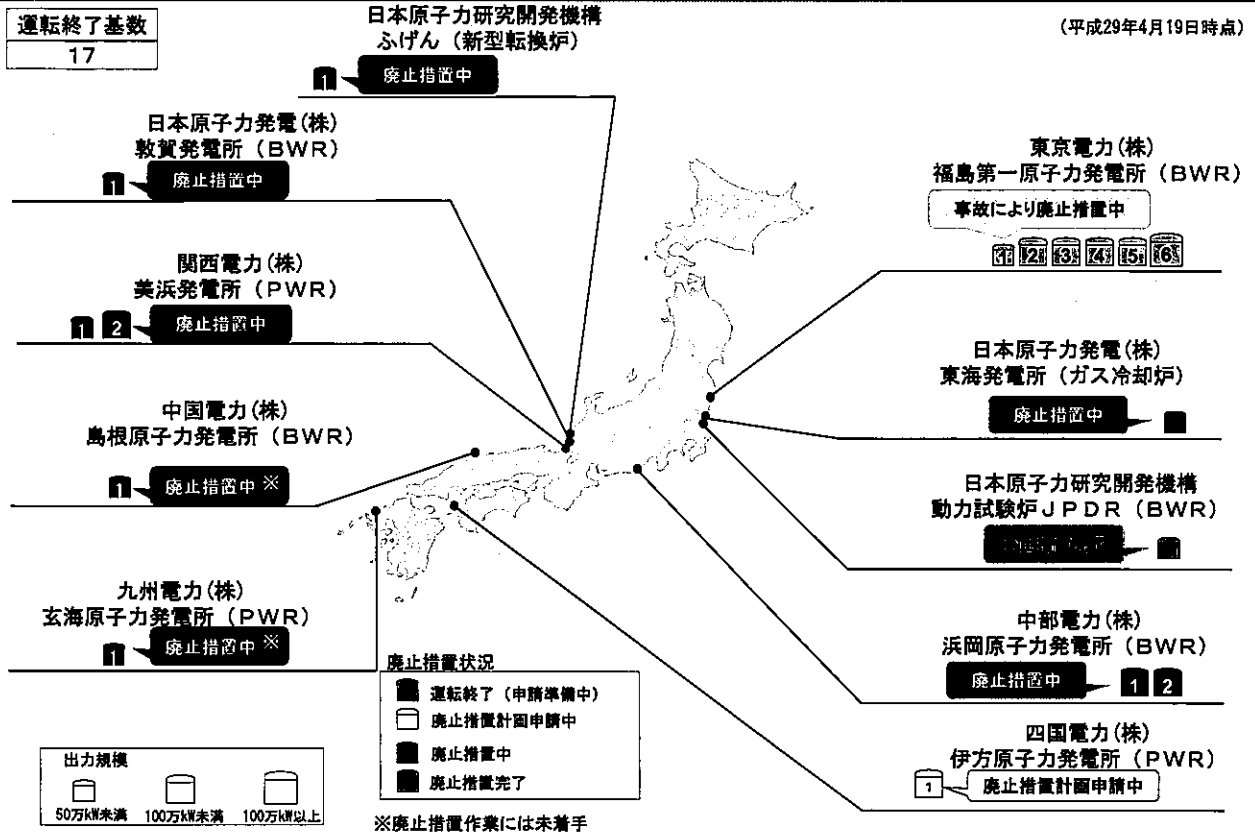 運転終了基数
17
(平成29年4月19日時点)
日本原子力研究開発機構
ふげん(新型転換炉)
1
廃止措置中
日本原子力発電(株)
敦賀発電所(BWR)
1
廃止措置中
関西電力(株)
美浜発電所(PWR)
1 2
廃止措置中
中国電力(株)
島根原子力発電所(BWR)
1
廃止措置中※
九州電力(株)
玄海原子力発電所(PWR)
1
廃止措置中※
東京電力(株)
福島第一原子力発電所(BWR)
事故により廃止措置中
1 2 3 4 5 6
日本原子力発電(株)
東海発電所(ガス冷却炉)
廃止措置中
日本原子力研究開発機構
動力試験炉JPDR(BWR)
中部電力(株)
浜岡原子力発電所(BWR)
廃止措置中
1 2
四国電力(株)
伊方原子力発電所(PWR)
1
廃止措置計画申請中
廃止措置状況
運転終了(申請準備中)
廃止措置計画申請中
廃止措置中
廃止措置完了
※廃止措置作業には未着手
出力規模
50万kW未満 100万kW未満 100万kW以上